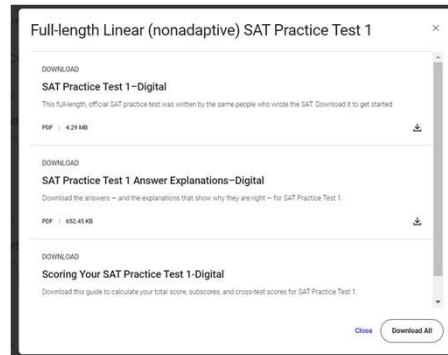 Full-length Linear (nonadaptive) SAT Practice Test 1
DOWNLOAD
SAT Practice Test 1–Digital
This full-length, official SAT practice test was written by the same people who wrote the SAT. Download it to get started.
PDF | 4.29 MB
DOWNLOAD
SAT Practice Test 1 Answer Explanations–Digital
Download the answers — and the explanations that show why they are right — for SAT Practice Test 1.
PDF | 652.45 KB
DOWNLOAD
Scoring Your SAT Practice Test 1-Digital
Download this guide to calculate your total score, subscores, and cross-test scores for SAT Practice Test 1.
Close
Download All